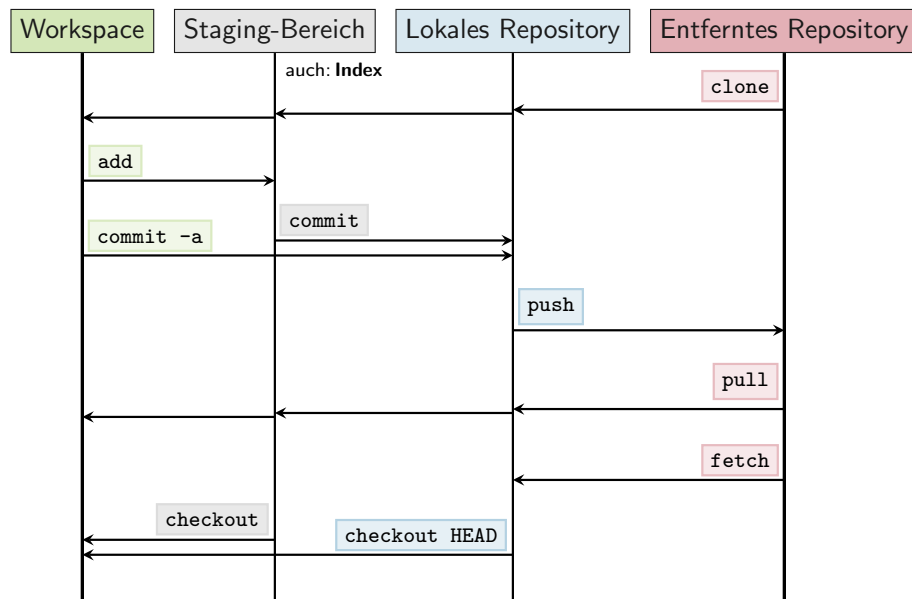 Workspace
Staging-Bereich
Lokales Repository
Entferntes Repository
auch: Index
clone
add
commit
commit -a
push
pull
fetch
checkout
checkout HEAD